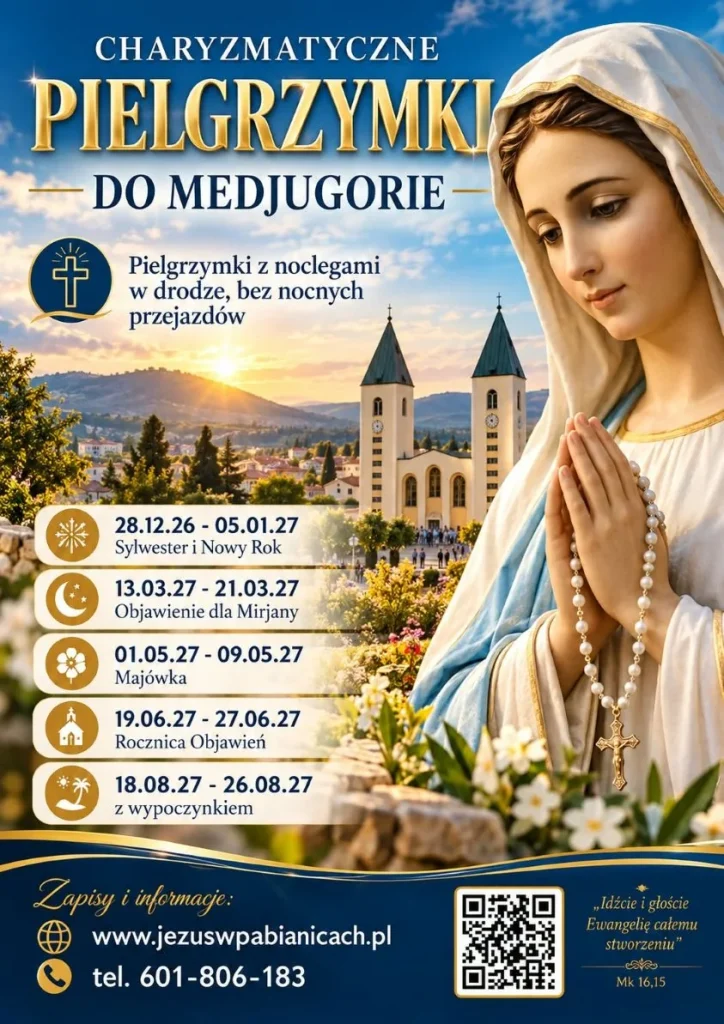 CHARYZMATYCZNE
PIELGRZYMKI
DO MEDJUGORIE
Pielgrzymki z noclegami
w drodze, bez nocnych
przejazdów
28.12.26 - 05.01.27
Sylwester i Nowy Rok
13.03.27 - 21.03.27
Objawienie dla Mirjany
01.05.27 - 09.05.27
Majówka
19.06.27 - 27.06.27
Rocznica Objawień
18.08.27 - 26.08.27
z wypoczynkiem
Zapisy i informacje:
www.jezuswpabianicach.pl
tel. 601-806-183
„Idźcie i głoście
Ewangelię całemu
stworzeniu”
Mk 16,15